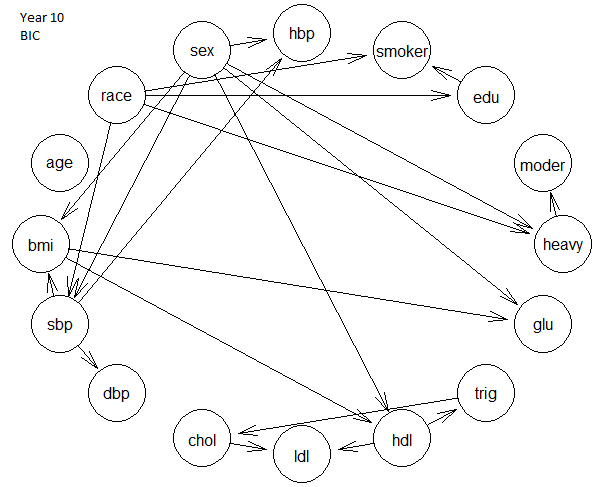 Year 10
BIC
hbp
sex
smoker
race
edu
age
moder
bmi
heavy
sbp
glu
dbp
trig
chol
hdl
ldl